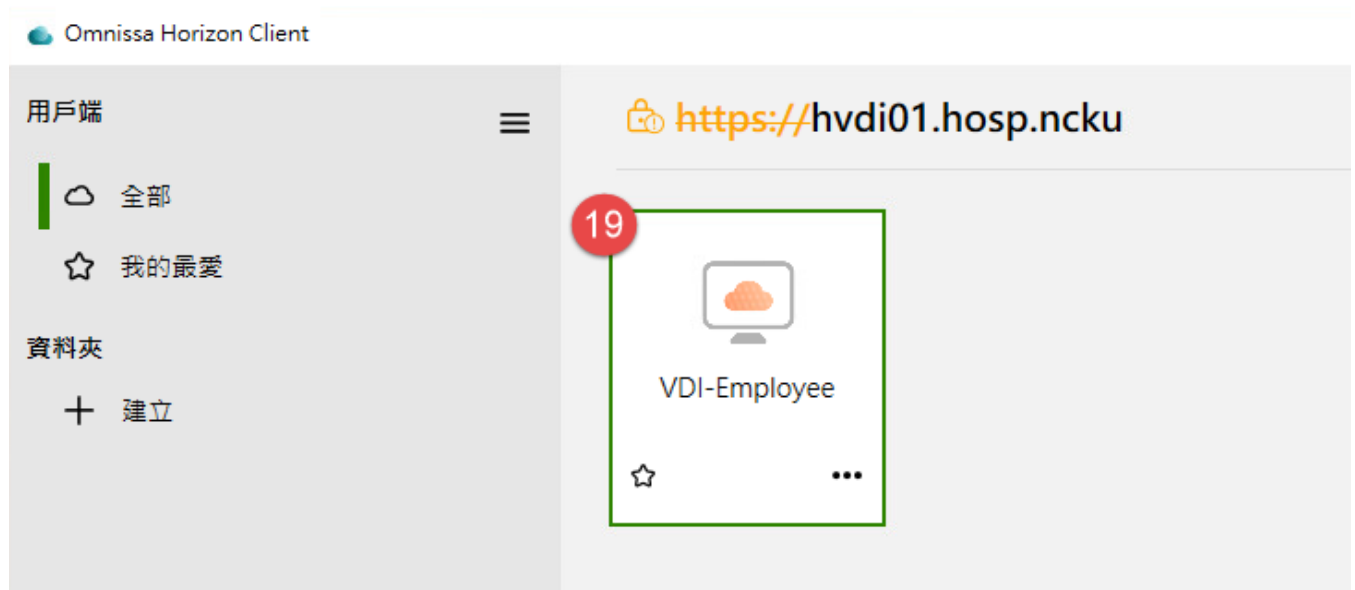 Omnissa Horizon Client
用戶端
全部
我的最愛
資料夾
建立
https://hvdi01.hosp.ncku
19
VDI-Employee